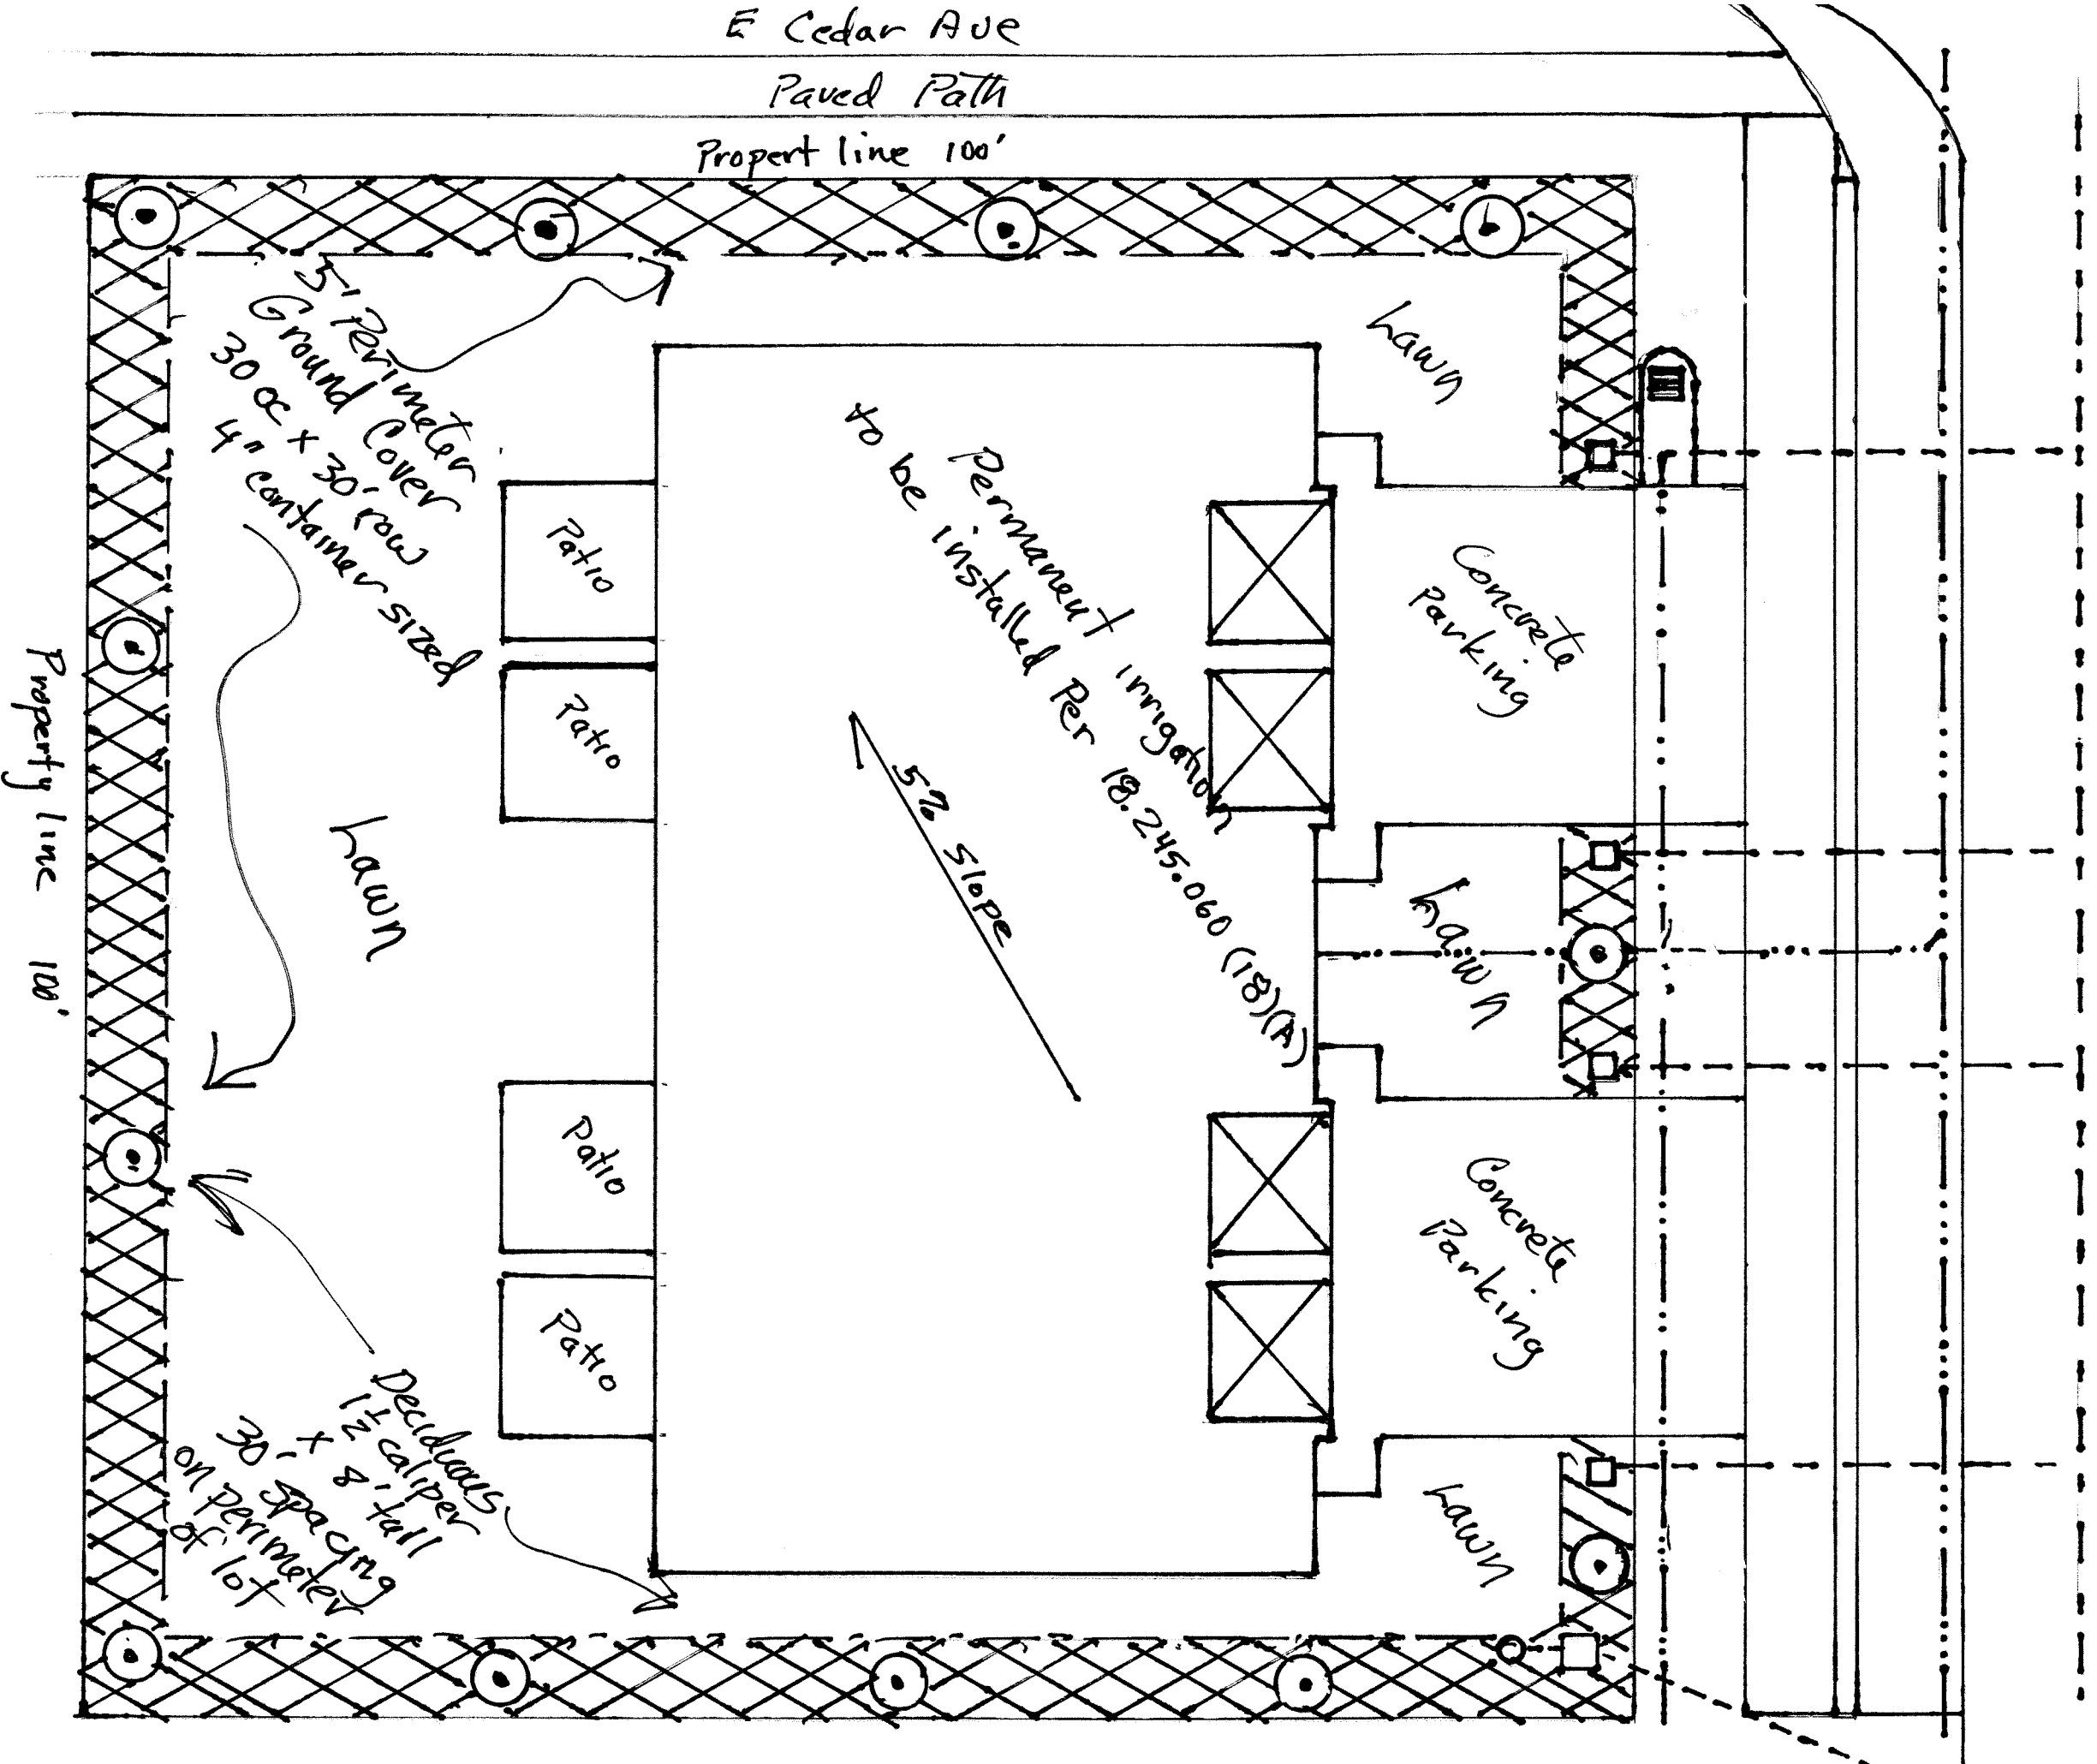 E Cedar Ave
Paved Path
Propert line 100'
5' Perimeter
Ground Cover
30 oc x 30' row
4" container sized
Lawn
Permanent irrigation
to be installed Per 18.245.060 (18)(A)
Patio
Concrete
Parking
Patio
5% slope
Property line 100'
Lawn
Lawn
Patio
Concrete
Parking
Patio
Deciduous
1½ caliper
x 8' tall
30' spacing
on perimeter
of lot
Lawn